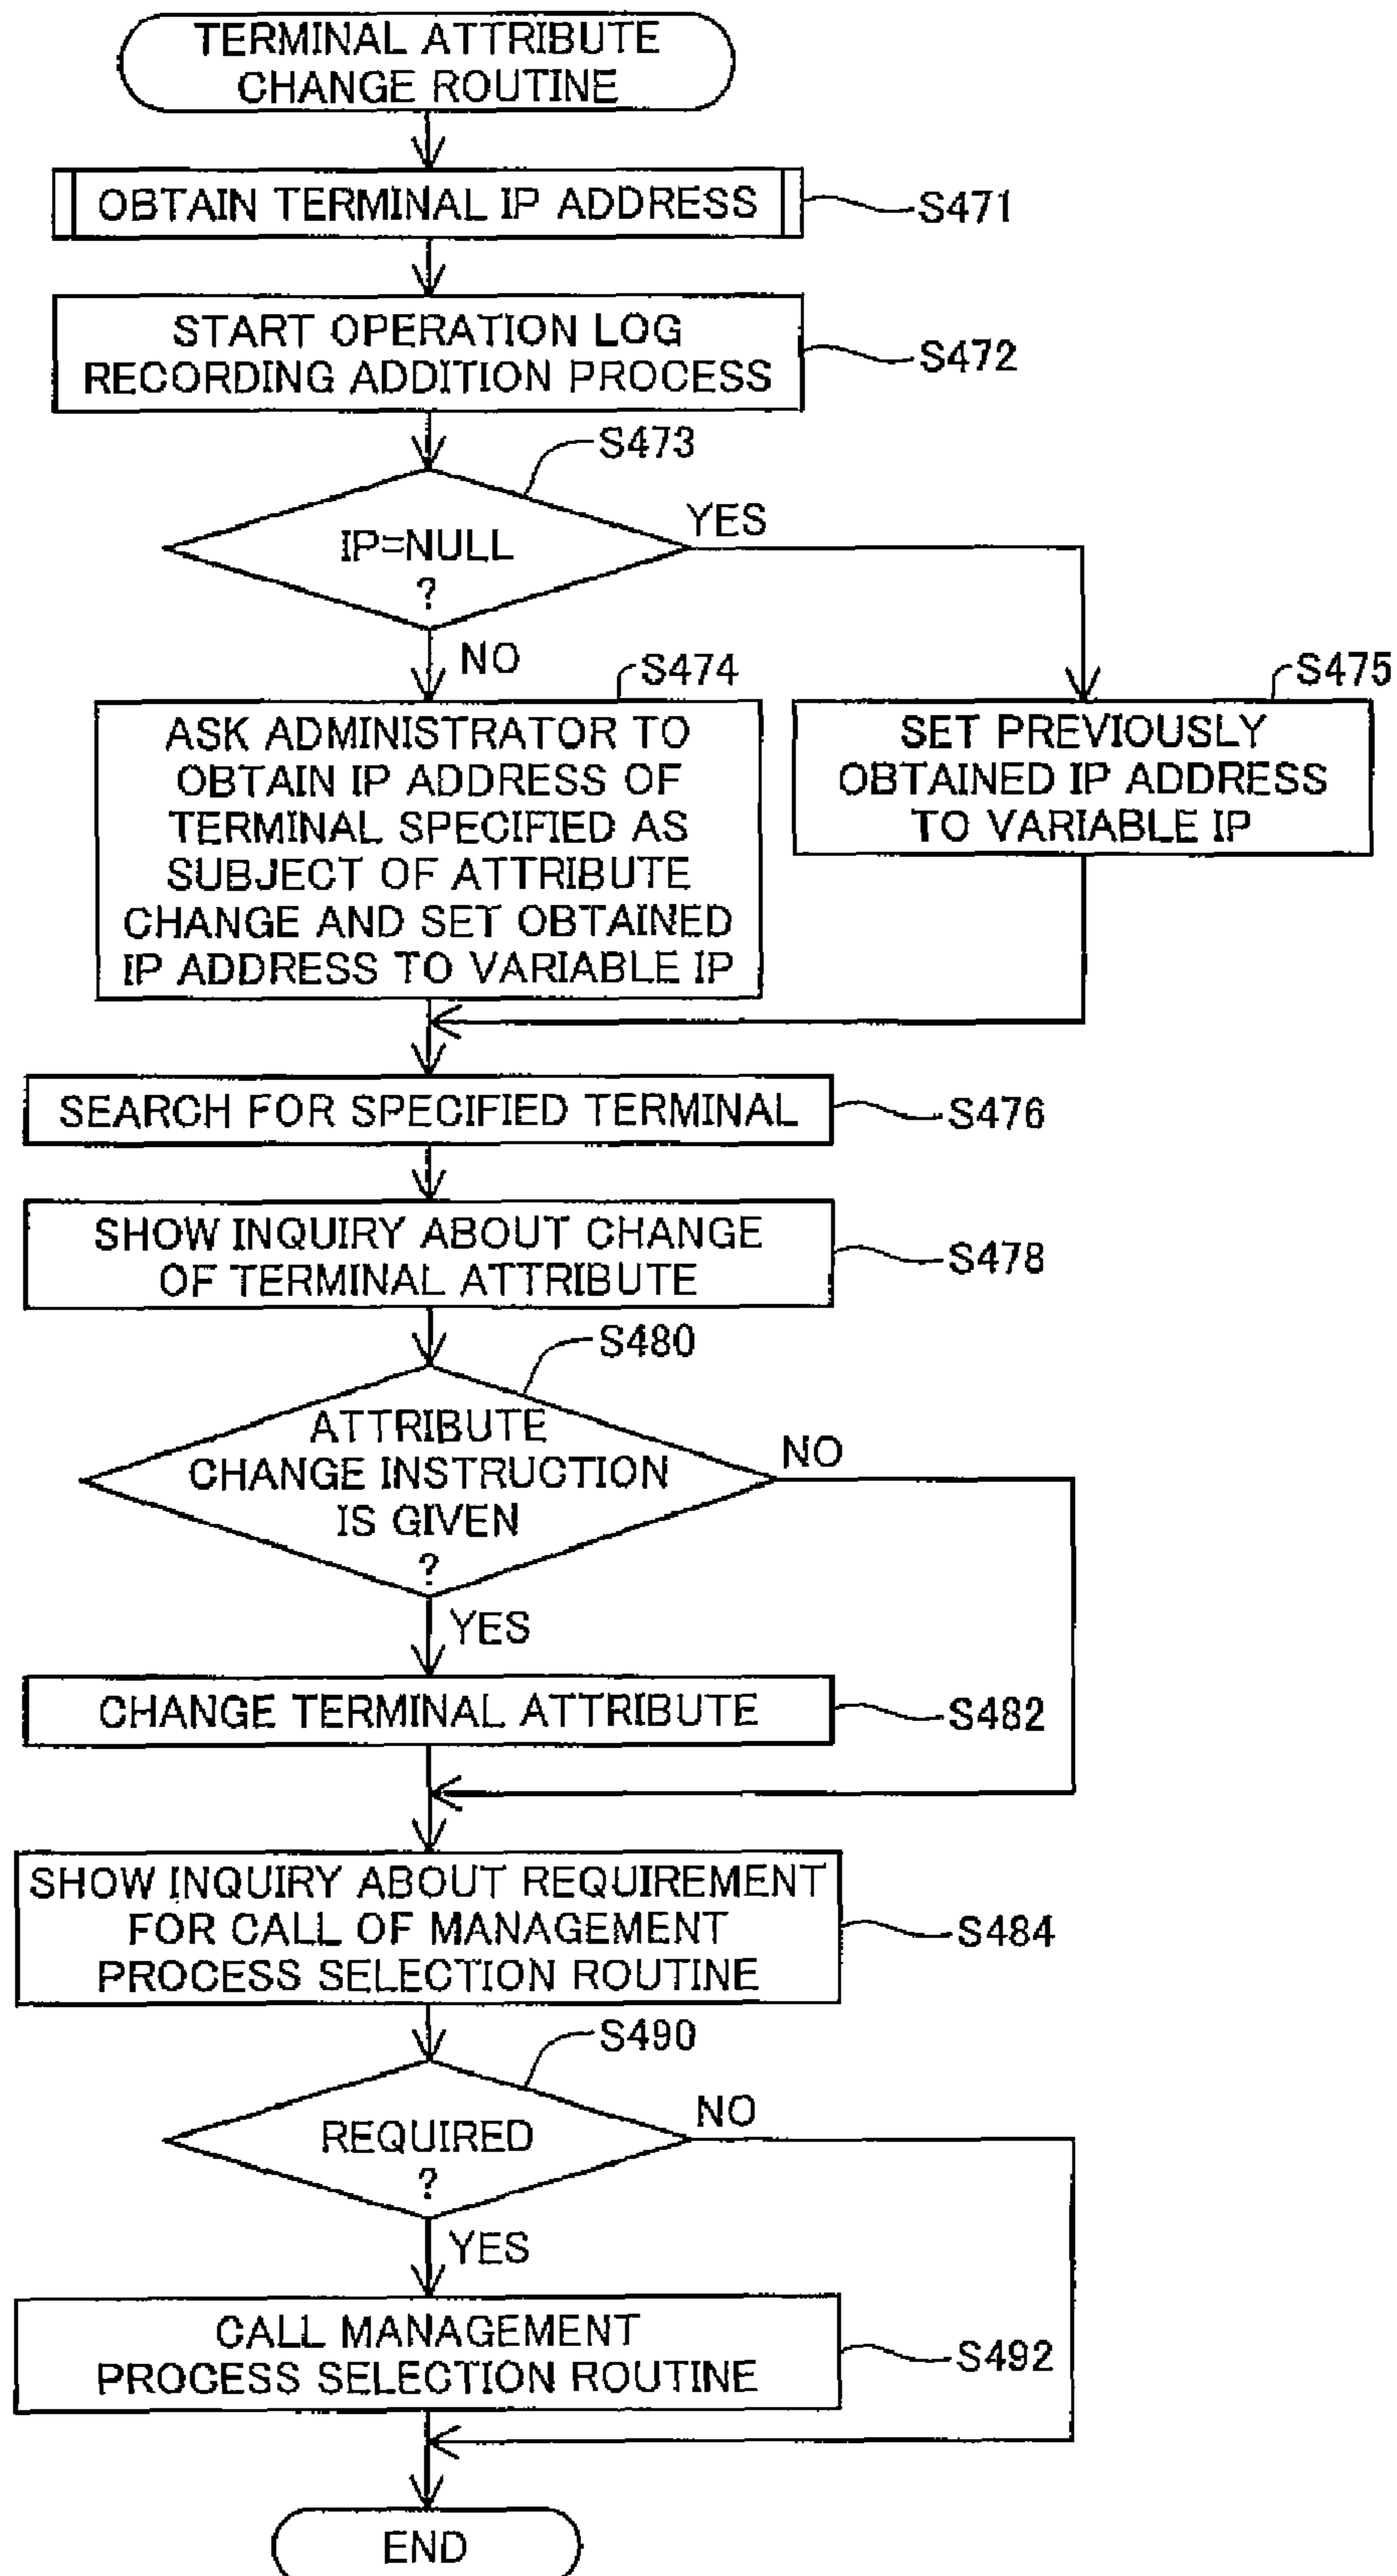 TERMINAL ATTRIBUTE
CHANGE ROUTINE
OBTAIN TERMINAL IP ADDRESS
S471
START OPERATION LOG
RECORDING ADDITION PROCESS
S472
S473
IP=NULL
?
YES
NO
S474
ASK ADMINISTRATOR TO
OBTAIN IP ADDRESS OF
TERMINAL SPECIFIED AS
SUBJECT OF ATTRIBUTE
CHANGE AND SET OBTAINED
IP ADDRESS TO VARIABLE IP
S475
SET PREVIOUSLY
OBTAINED IP ADDRESS
TO VARIABLE IP
SEARCH FOR SPECIFIED TERMINAL
S476
SHOW INQUIRY ABOUT CHANGE
OF TERMINAL ATTRIBUTE
S478
S480
ATTRIBUTE
CHANGE INSTRUCTION
IS GIVEN
?
NO
YES
CHANGE TERMINAL ATTRIBUTE
S482
SHOW INQUIRY ABOUT REQUIREMENT
FOR CALL OF MANAGEMENT
PROCESS SELECTION ROUTINE
S484
S490
REQUIRED
?
NO
YES
CALL MANAGEMENT
PROCESS SELECTION ROUTINE
S492
END